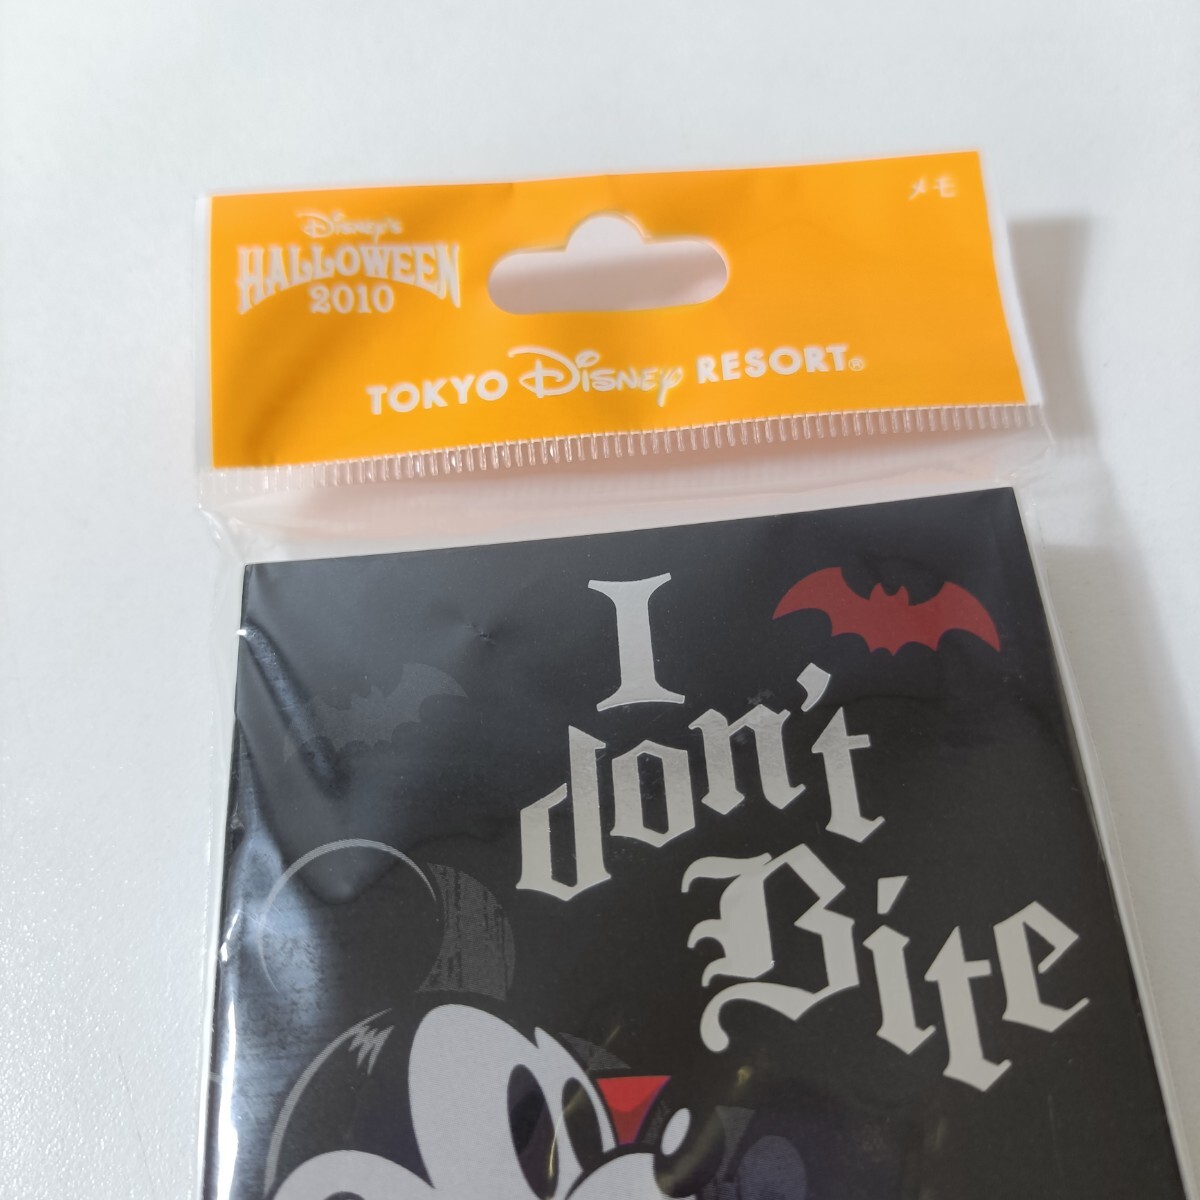 Disney's
HALLOWEEN
2010
メモ
TOKYO Disney RESORT®
I
don't
Bite